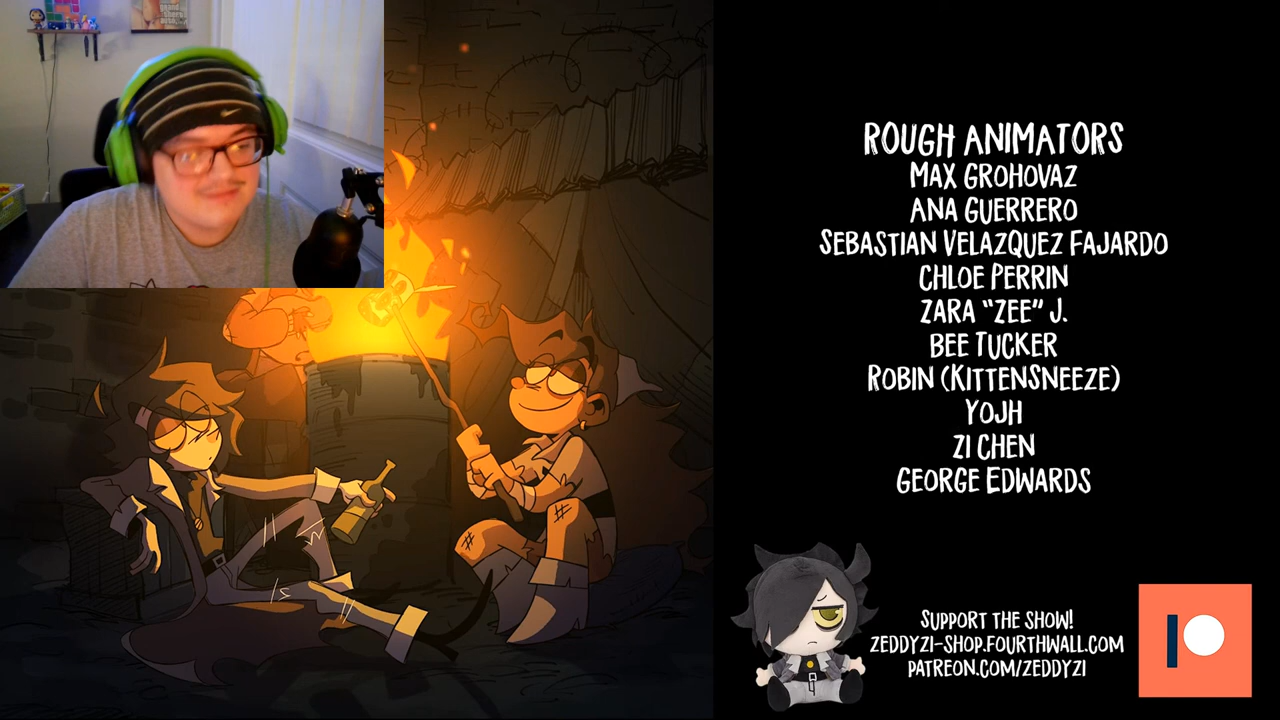 ROUGH ANIMATORS
MAX GROHOVAZ
ANA GUERRERO
SEBASTIAN VELAZQUEZ FAJARDO
CHLOE PERRIN
ZARA "ZEE" J.
BEE TUCKER
ROBIN (KITTENSNEEZE)
YOJH
ZI CHEN
GEORGE EDWARDS
SUPPORT THE SHOW!
ZEDDYZI-SHOP.FOURTHWALL.COM
PATREON.COM/ZEDDYZI